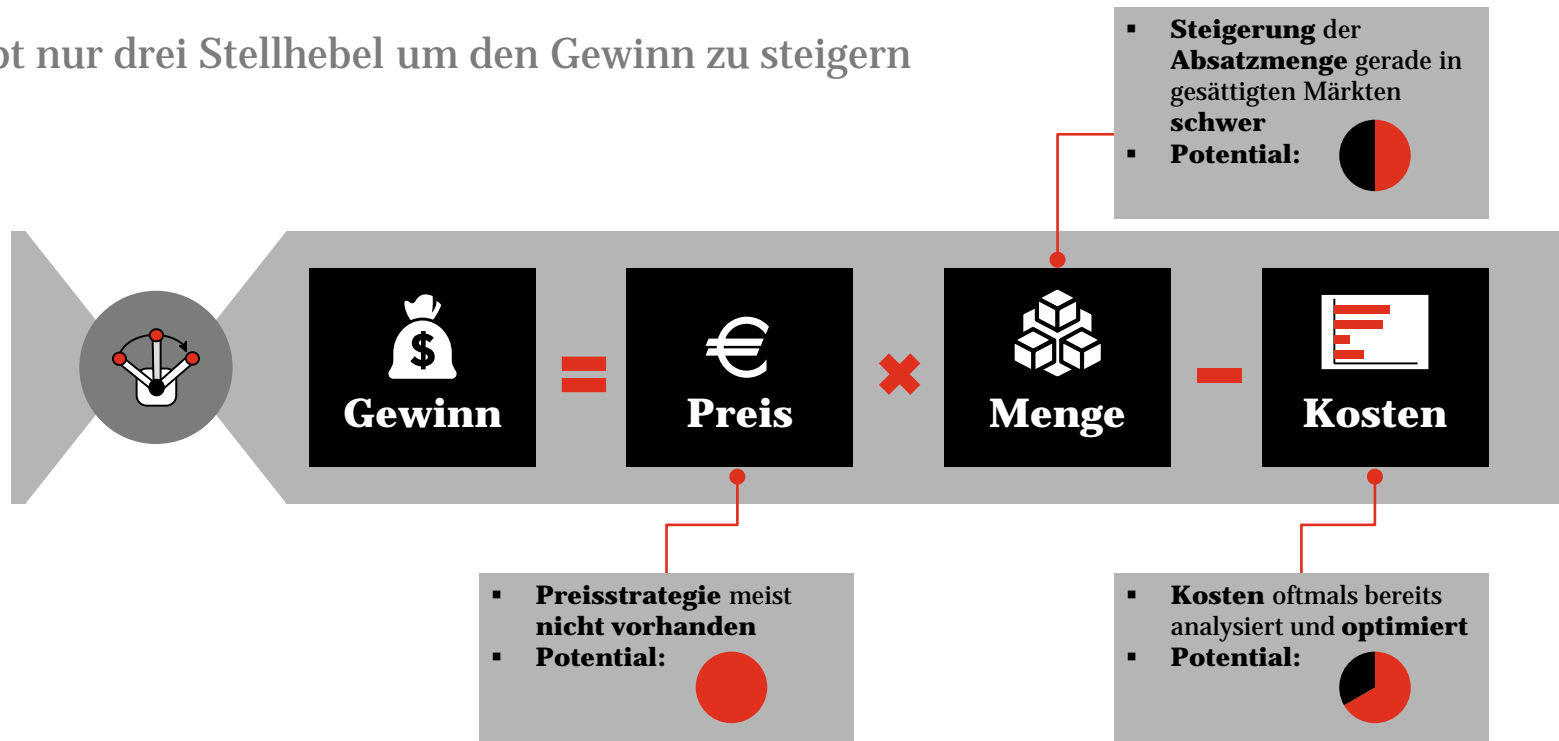 nur drei Stellhebel um den Gewinn zu steigern
▪ Steigerung der
Absatzmenge gerade in
gesättigten Märkten
schwer
▪ Potential:
$
Gewinn
=
€
Preis
×
Menge
–
Kosten
▪ Preisstrategie meist
nicht vorhanden
▪ Potential:
▪ Kosten oftmals bereits
analysiert und optimiert
▪ Potential: